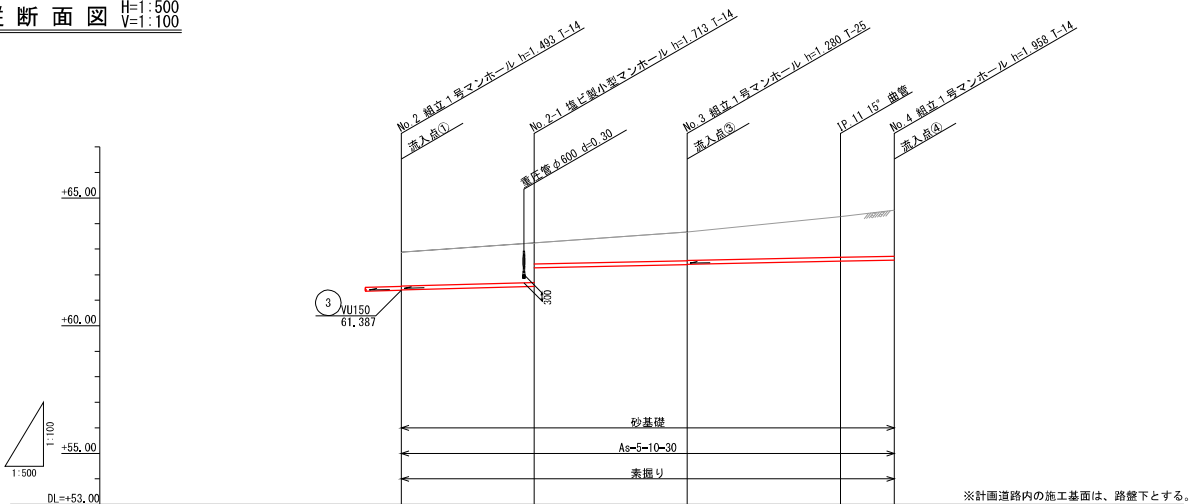 断面図 H=1:500
V=1:100
No.2 組立1号マンホール h=1.493 T-14
流入点①
No.2-1 塩ビ製小型マンホール h=1.713 T-14
重圧管φ600 d=0.30
No.3 組立1号マンホール h=1.280 T-25
流入点③
IP.11 15° 曲管
No.4 組立1号マンホール h=1.958 T-14
流入点④
+65.00
300
3
VU150
61.387
+60.00
砂基礎
1:100
As-5-10-30
+55.00
1:500
素掘り
DL=+53.00
※計画道路内の施工基面は、路盤下とする。